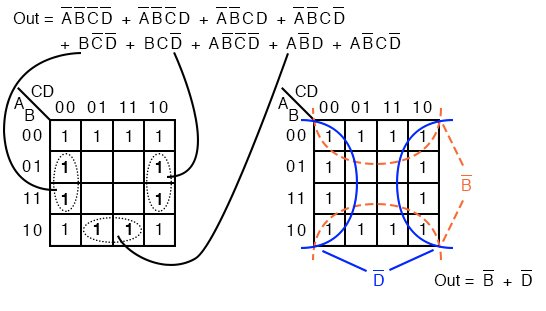 Out = A̅B̅C̅D̅ + A̅B̅C̅D̅ + A̅B̅CD + A̅B̅CD̅
+ BC̅D̅ + BCD̅ + AB̅C̅D̅ + AB̅D + AB̅CD̅
CD
A
B
00 01 11 10
00 1 1 1 1
01 1 1
11 1 1
10 1 1 1 1
CD
A
B
00 01 11 10
00 1 1 1 1
01 1 1
11 1 1
10 1 1 1 1
B̅
D̅
Out = B̅ + D̅